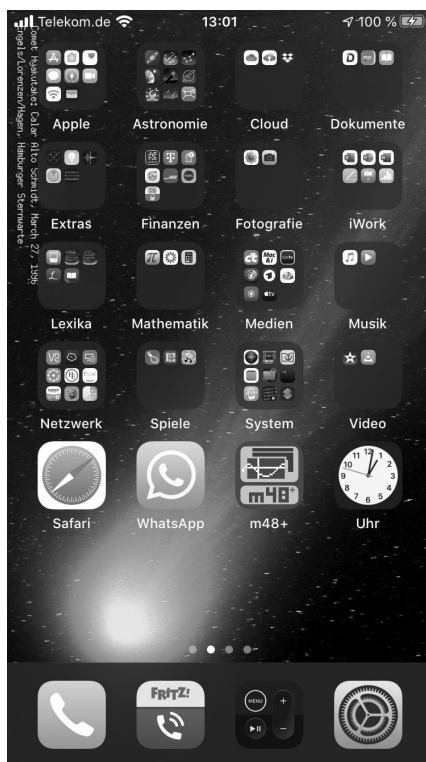 Telekom.de 13:01 100 %
Comet Hyakutake: Calar Alto Schmidt, March 27, 1996
Engels/Lorenzen/Hagen, Hamburger Sternwarte
Apple Astronomie Cloud Dokumente
Extras Finanzen Fotografie iWork
Lexika Mathematik Medien Musik
Netzwerk Spiele System Video
m48+
Safari WhatsApp m48+ Uhr
FRITZ!
MENU